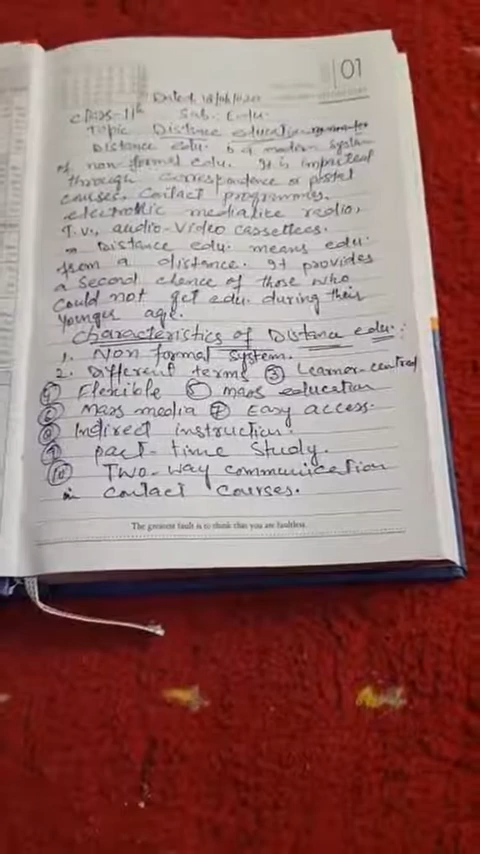 01
Date: 18/06/2020
Class-11th Sub: Edu.
Topic Distance education
Distance edu. is a modern system
of non formal edu. It is imparted
through correspondence or postal
courses, contact programmes,
electronic media like radio,
T.V., audio-video cassettes.
Distance edu. means edu.
from a distance. It provides
a second chance of those who
could not get edu. during their
younger age.
Characteristics of Distance edu.:
1. Non formal system.
2. Different terms ③ Learner-centred
④ Flexible ⑤ mass education
⑥ Mass media ⑦ Easy access.
⑧ Indirect instruction.
⑨ part-time study.
⑩ Two-way communication
in contact courses.
The greatest fault is to think that you are faultless.